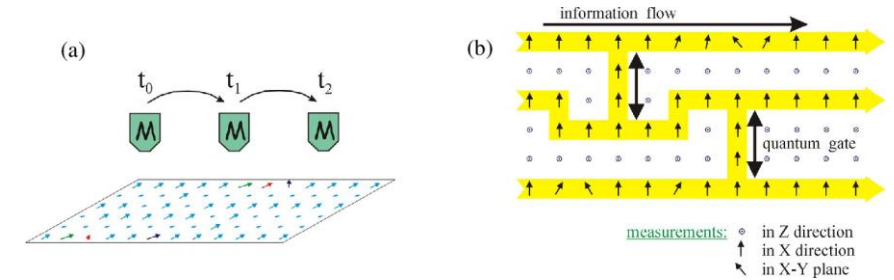 (a)
t0 t1 t2
M M M
(b)
information flow
quantum gate
measurements:
in Z direction
in X direction
in X-Y plane